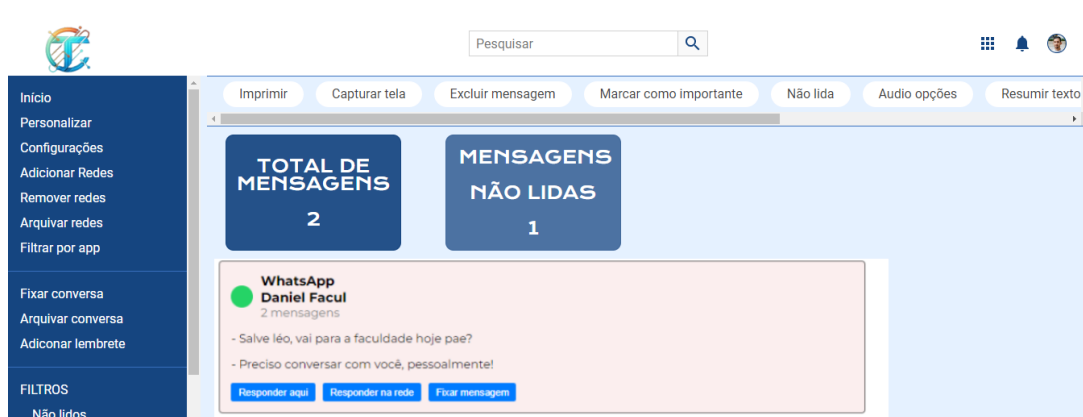 Pesquisar
Início
Personalizar
Configurações
Adicionar Redes
Remover redes
Arquivar redes
Filtrar por app
Fixar conversa
Arquivar conversa
Adiconar lembrete
FILTROS
Não lidos
Imprimir Capturar tela Excluir mensagem Marcar como importante Não lida Audio opções Resumir texto
TOTAL DE
MENSAGENS
2
MENSAGENS
NÃO LIDAS
1
WhatsApp
Daniel Facul
2 mensagens
- Salve léo, vai para a faculdade hoje pae?
- Preciso conversar com você, pessoalmente!
Responder aqui Responder na rede Fixar mensagem